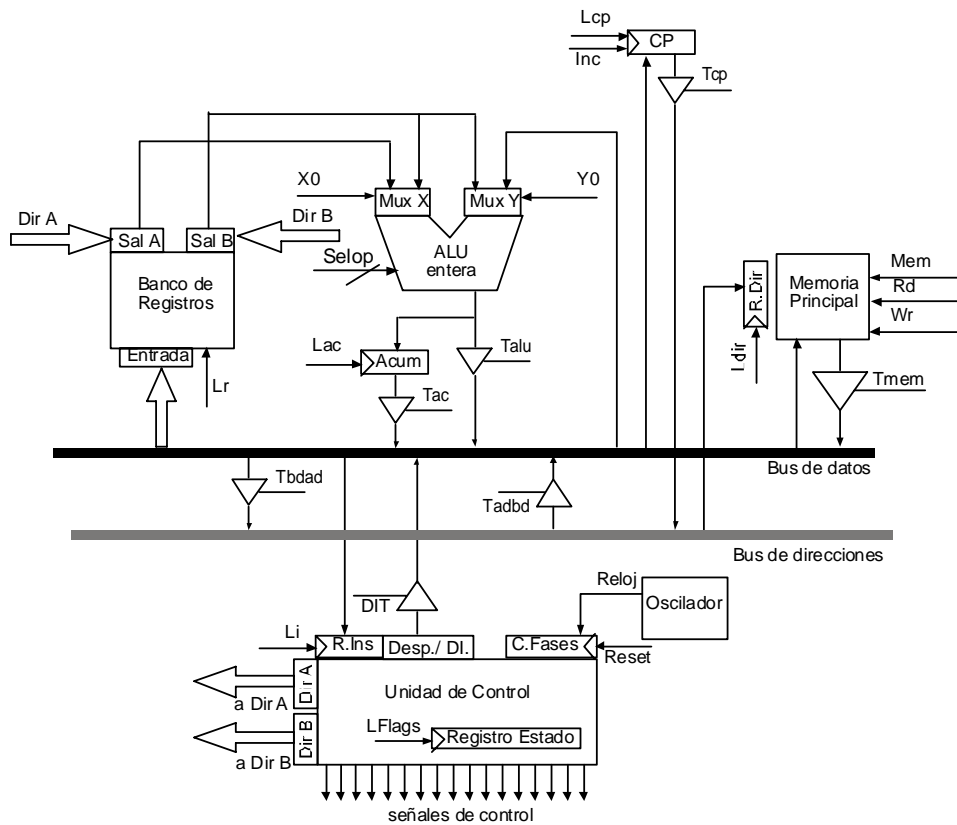 Lcp
CP
Inc
Tcp
X0
Mux X
Mux Y
Y0
Dir A
Dir B
Sal A
Sal B
ALU
entera
Selop
Banco de
Registros
R.Dir
Memoria
Principal
Mem
Rd
Wr
Entrada
Lr
Lac
Acum
Talu
Tac
Ldir
Tmem
Bus de datos
Tbdad
Tadbd
Bus de direcciones
Reloj
Oscilador
DIT
Li
R.Ins
Desp./ DI.
C.Fases
Reset
Dir A
a Dir A
Unidad de Control
Dir B
a Dir B
LFlags
Registro Estado
señales de control